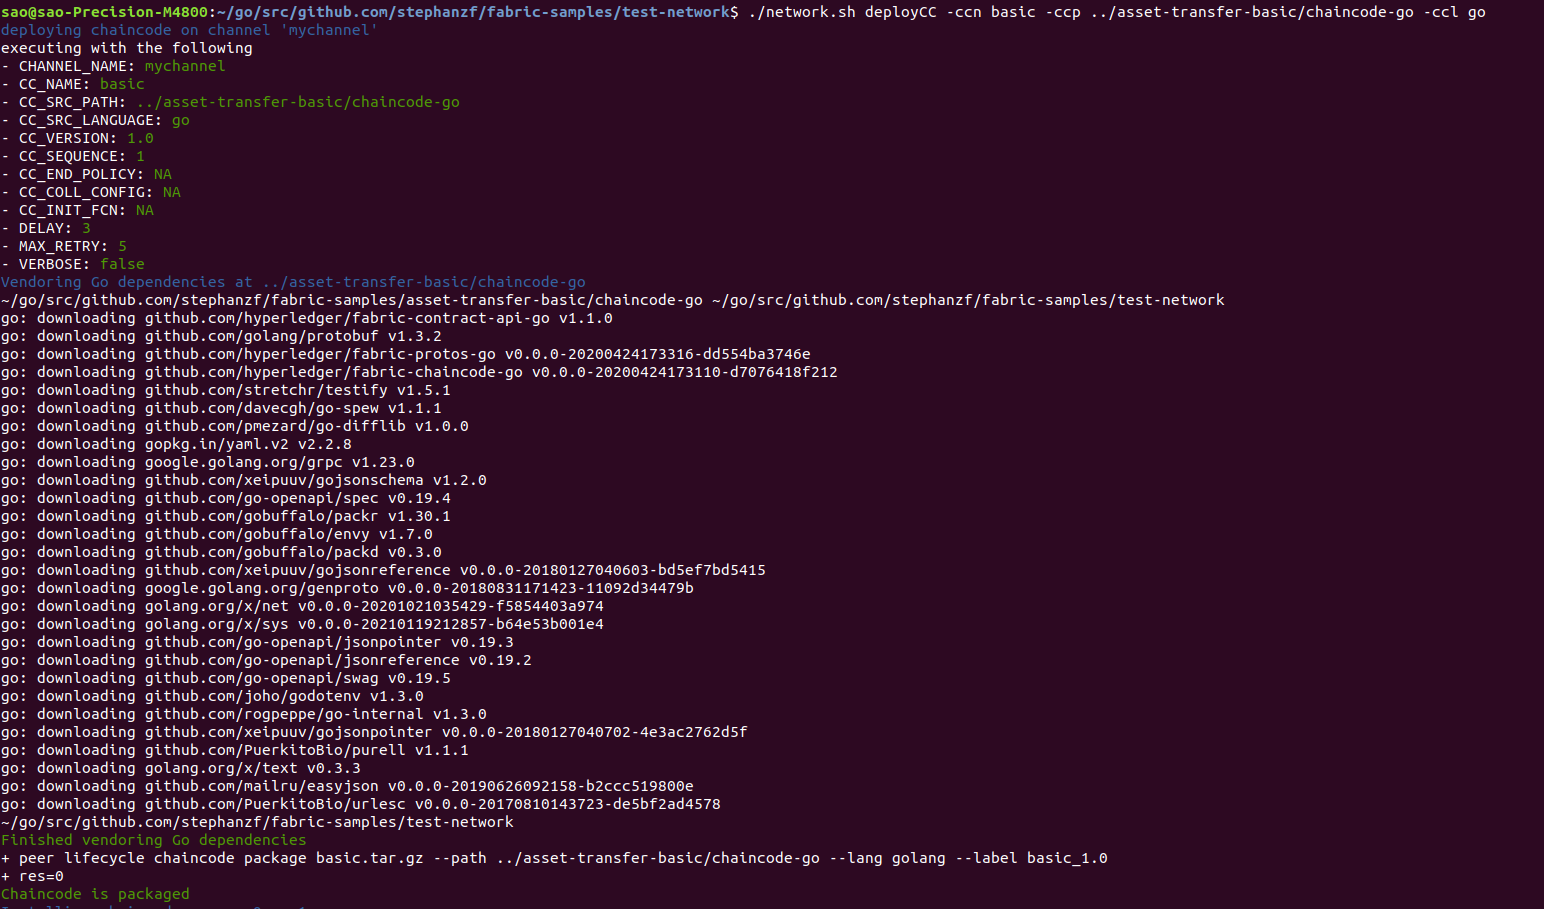 sao@sao-Precision-M4800:~/go/src/github.com/stephanzf/fabric-samples/test-network$ ./network.sh deployCC -ccn basic -ccp ../asset-transfer-basic/chaincode-go -ccl go
deploying chaincode on channel 'mychannel'
executing with the following
- CHANNEL_NAME: mychannel
- CC_NAME: basic
- CC_SRC_PATH: ../asset-transfer-basic/chaincode-go
- CC_SRC_LANGUAGE: go
- CC_VERSION: 1.0
- CC_SEQUENCE: 1
- CC_END_POLICY: NA
- CC_COLL_CONFIG: NA
- CC_INIT_FCN: NA
- DELAY: 3
- MAX_RETRY: 5
- VERBOSE: false
Vendoring Go dependencies at ../asset-transfer-basic/chaincode-go
~/go/src/github.com/stephanzf/fabric-samples/asset-transfer-basic/chaincode-go ~/go/src/github.com/stephanzf/fabric-samples/test-network
go: downloading github.com/hyperledger/fabric-contract-api-go v1.1.0
go: downloading github.com/golang/protobuf v1.3.2
go: downloading github.com/hyperledger/fabric-protos-go v0.0.0-20200424173316-dd554ba3746e
go: downloading github.com/hyperledger/fabric-chaincode-go v0.0.0-20200424173110-d7076418f212
go: downloading github.com/stretchr/testify v1.5.1
go: downloading github.com/davecgh/go-spew v1.1.1
go: downloading github.com/pmezard/go-difflib v1.0.0
go: downloading gopkg.in/yaml.v2 v2.2.8
go: downloading google.golang.org/grpc v1.23.0
go: downloading github.com/xeipuuv/gojsonschema v1.2.0
go: downloading github.com/go-openapi/spec v0.19.4
go: downloading github.com/gobuffalo/packr v1.30.1
go: downloading github.com/gobuffalo/envy v1.7.0
go: downloading github.com/gobuffalo/packd v0.3.0
go: downloading github.com/xeipuuv/gojsonreference v0.0.0-20180127040603-bd5ef7bd5415
go: downloading google.golang.org/genproto v0.0.0-20180831171423-11092d34479b
go: downloading golang.org/x/net v0.0.0-20201021035429-f5854403a974
go: downloading golang.org/x/sys v0.0.0-20210119212857-b64e53b001e4
go: downloading github.com/go-openapi/jsonpointer v0.19.3
go: downloading github.com/go-openapi/jsonreference v0.19.2
go: downloading github.com/go-openapi/swag v0.19.5
go: downloading github.com/joho/godotenv v1.3.0
go: downloading github.com/rogpeppe/go-internal v1.3.0
go: downloading github.com/xeipuuv/gojsonpointer v0.0.0-20180127040702-4e3ac2762d5f
go: downloading github.com/PuerkitoBio/purell v1.1.1
go: downloading golang.org/x/text v0.3.3
go: downloading github.com/mailru/easyjson v0.0.0-20190626092158-b2ccc519800e
go: downloading github.com/PuerkitoBio/urlesc v0.0.0-20170810143723-de5bf2ad4578
~/go/src/github.com/stephanzf/fabric-samples/test-network
Finished vendoring Go dependencies
+ peer lifecycle chaincode package basic.tar.gz --path ../asset-transfer-basic/chaincode-go --lang golang --label basic_1.0
+ res=0
Chaincode is packaged